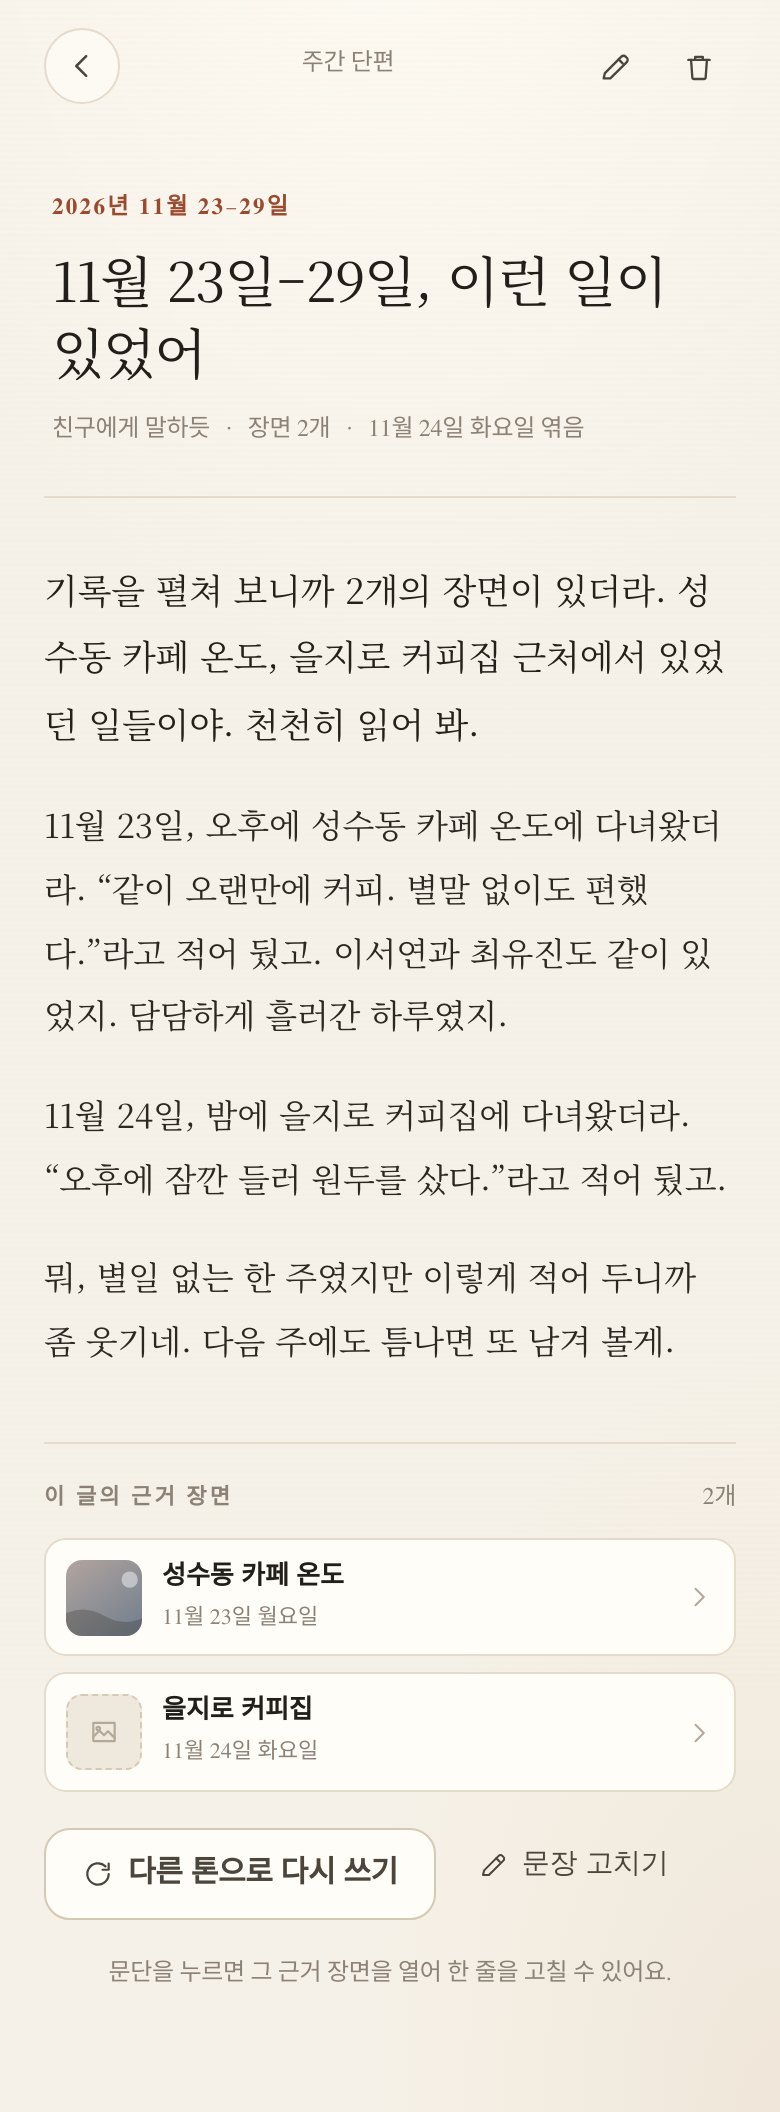 주간 단편
2026년 11월 23–29일
11월 23일–29일, 이런 일이
있었어
친구에게 말하듯 · 장면 2개 · 11월 24일 화요일 엮음
기록을 펼쳐 보니까 2개의 장면이 있더라. 성
수동 카페 온도, 을지로 커피집 근처에서 있었
던 일들이야. 천천히 읽어 봐.
11월 23일, 오후에 성수동 카페 온도에 다녀왔더
라. “같이 오랜만에 커피. 별말 없이도 편했
다.”라고 적어 뒀고. 이서연과 최유진도 같이 있
었지. 담담하게 흘러간 하루였지.
11월 24일, 밤에 을지로 커피집에 다녀왔더라.
“오후에 잠깐 들러 원두를 샀다.”라고 적어 뒀고.
뭐, 별일 없는 한 주였지만 이렇게 적어 두니까
좀 웃기네. 다음 주에도 틈나면 또 남겨 볼게.
이 글의 근거 장면 2개
성수동 카페 온도
11월 23일 월요일
을지로 커피집
11월 24일 화요일
다른 톤으로 다시 쓰기 문장 고치기
문단을 누르면 그 근거 장면을 열어 한 줄을 고칠 수 있어요.